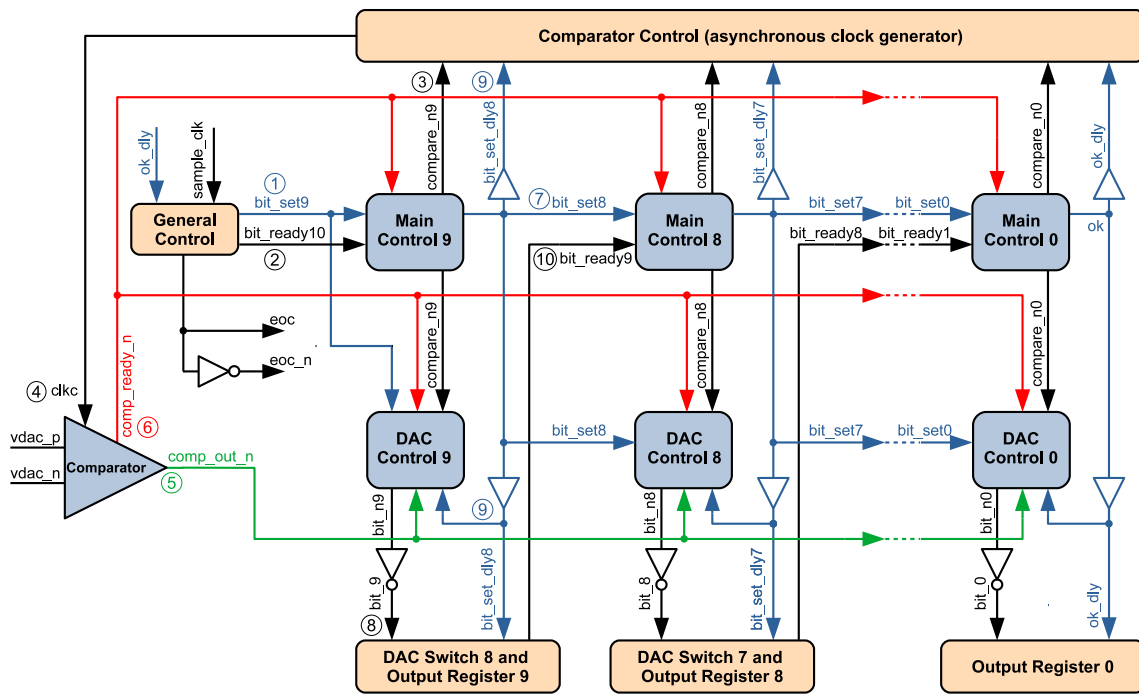 Comparator Control (asynchronous clock generator)
③
⑨
compare_n9
bit_set_dly8
compare_n8
bit_set_dly7
compare_n0
ok_dly
ok_dly
sample_clk
①
bit_set9
General
Control
bit_ready10
②
Main
Control 9
⑦
bit_set8
⑩
bit_ready9
Main
Control 8
bit_set7
bit_set0
bit_ready8
bit_ready1
Main
Control 0
ok
compare_n9
compare_n8
compare_n0
eoc
eoc_n
④
clkc
comp_ready_n
⑥
vdac_p
vdac_n
Comparator
comp_out_n
⑤
DAC
Control 9
bit_set8
DAC
Control 8
bit_set7
bit_set0
DAC
Control 0
⑨
bit_n9
bit_n8
bit_n0
bit_9
bit_set_dly8
bit_8
bit_set_dly7
bit_0
ok_dly
⑧
DAC Switch 8 and
Output Register 9
DAC Switch 7 and
Output Register 8
Output Register 0